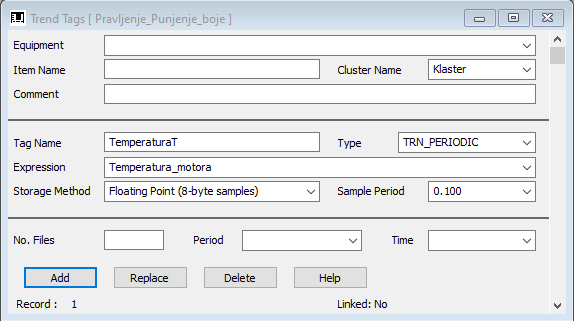 Trend Tags [ Pravljenje_Punjenje_boje ]
Equipment
Item Name Cluster Name Klaster
Comment
Tag Name TemperaturaT Type TRN_PERIODIC
Expression Temperatura_motora
Storage Method Floating Point (8-byte samples) Sample Period 0.100
No. Files Period Time
Add Replace Delete Help
Record : 1 Linked: No